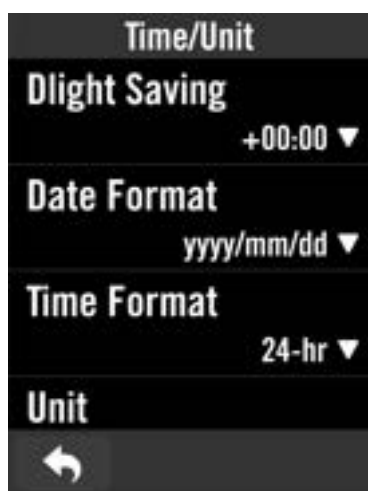 Time/Unit
Dlight Saving
+00:00 ▼
Date Format
yyyy/mm/dd ▼
Time Format
24-hr ▼
Unit